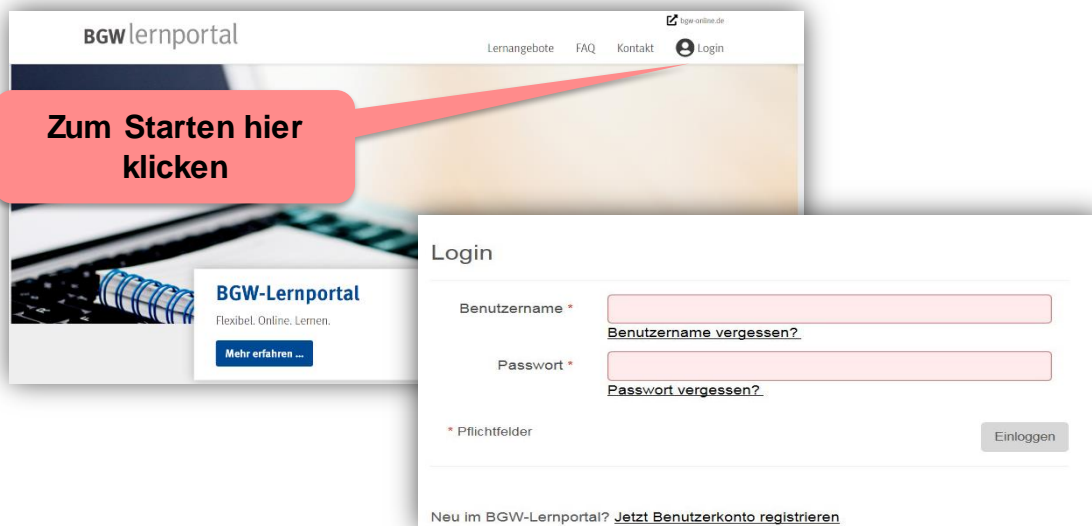 bgw-online.de
BGW lernportal
Lernangebote FAQ Kontakt Login
Zum Starten hier
klicken
BGW-Lernportal
Flexibel. Online. Lernen.
Mehr erfahren ...
Login
Benutzername *
Benutzername vergessen?
Passwort *
Passwort vergessen?
* Pflichtfelder
Einloggen
Neu im BGW-Lernportal? Jetzt Benutzerkonto registrieren